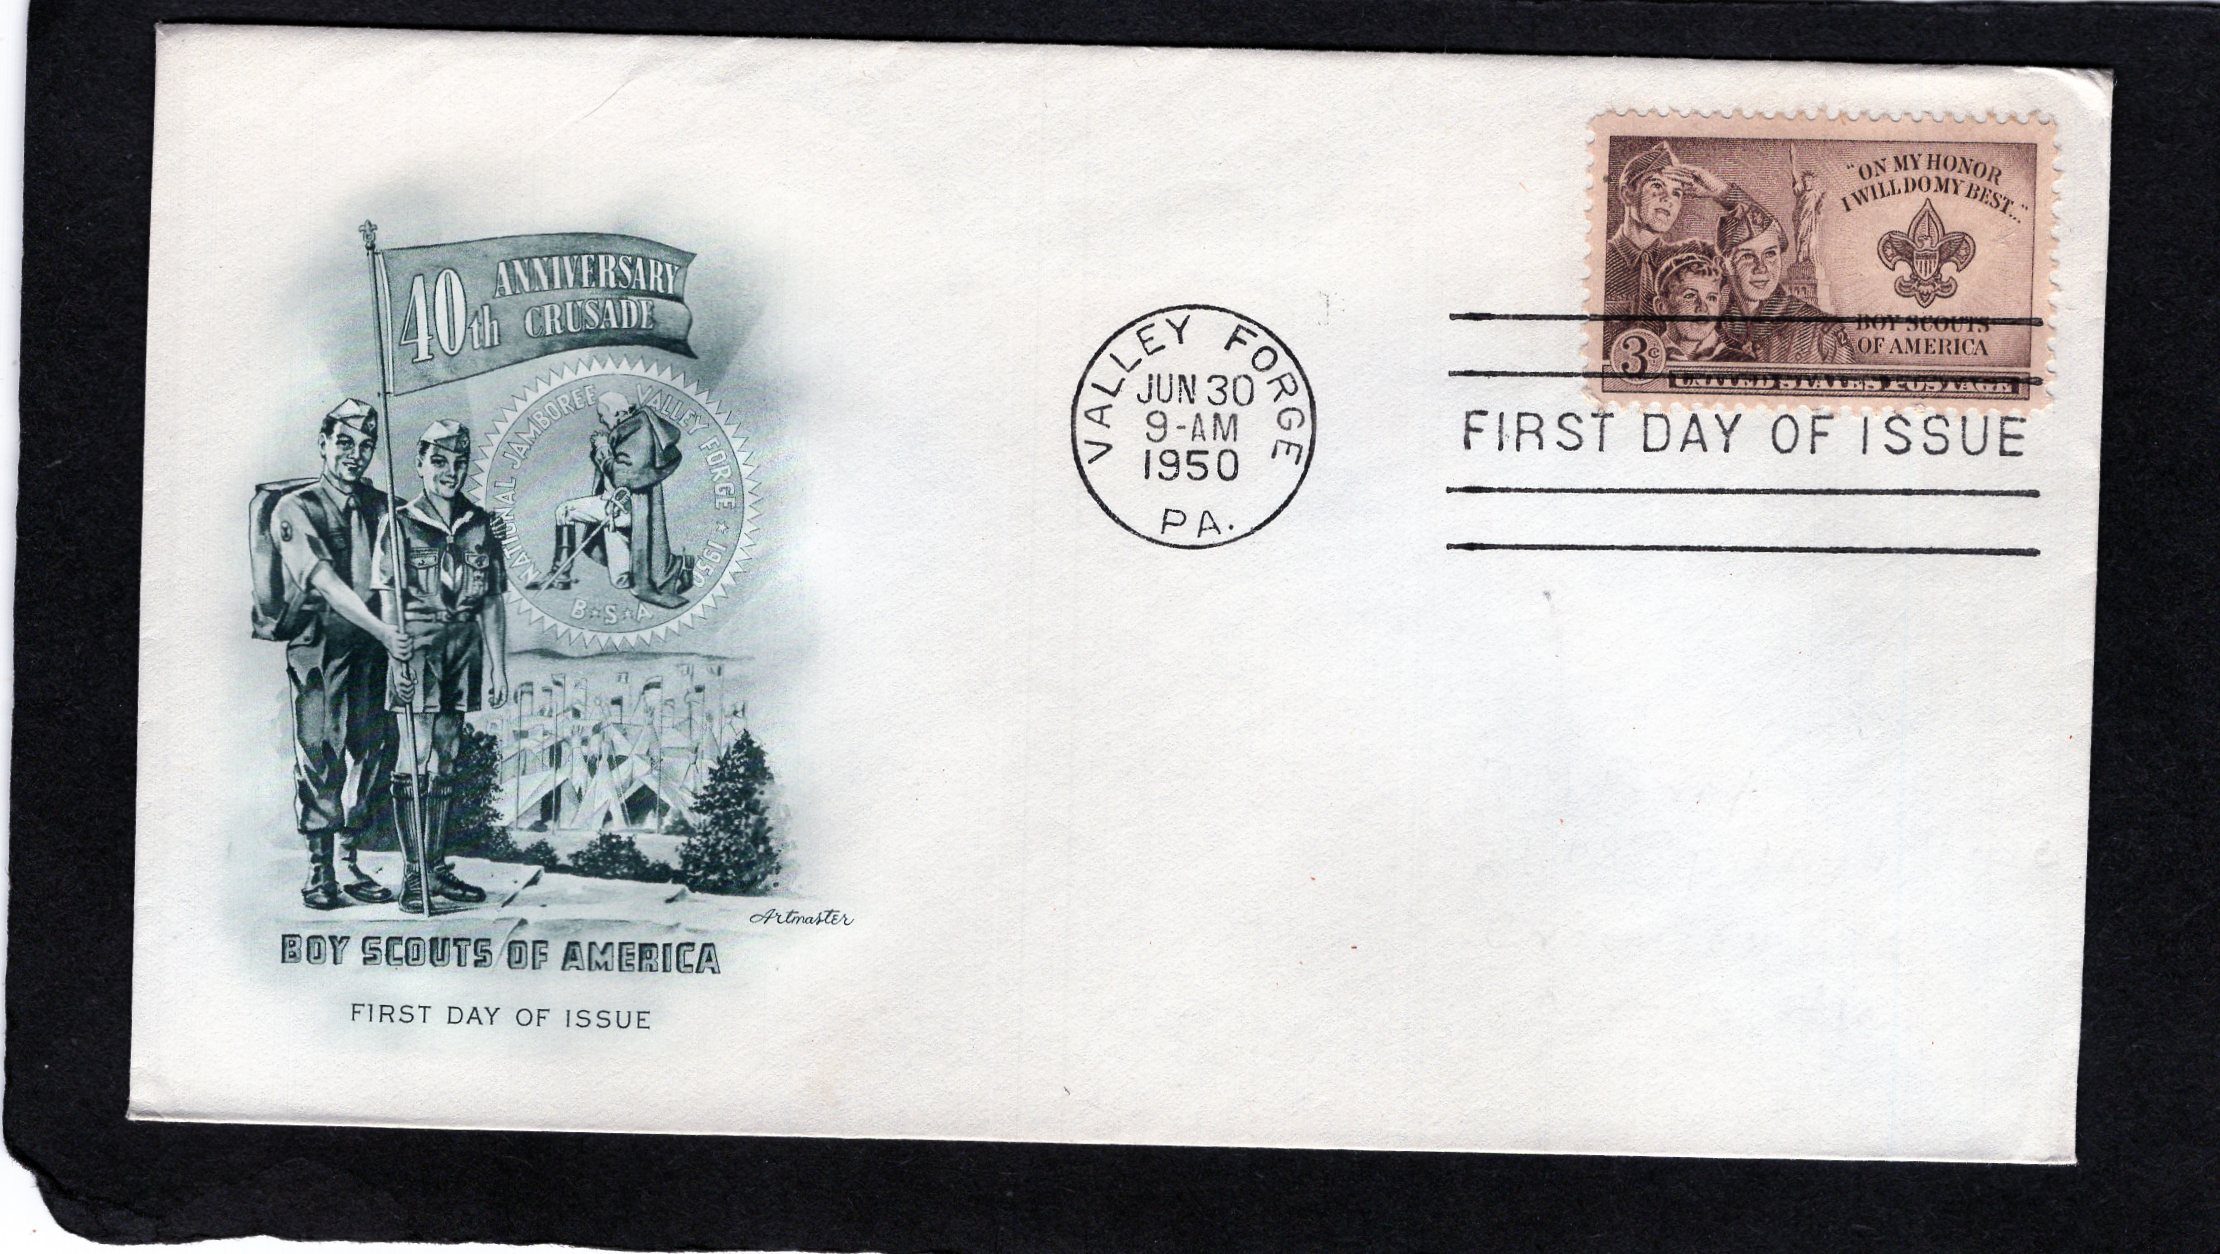 40th ANNIVERSARY
CRUSADE
NATIONAL JAMBOREE VALLEY FORGE ★ 1950
B☆S☆A
Artmaster
BOY SCOUTS OF AMERICA
FIRST DAY OF ISSUE
VALLEY FORGE
JUN 30
9-AM
1950
PA.
"ON MY HONOR
I WILL DO MY BEST..."
BOY SCOUTS
OF AMERICA
3¢
UNITED STATES POSTAGE
FIRST DAY OF ISSUE